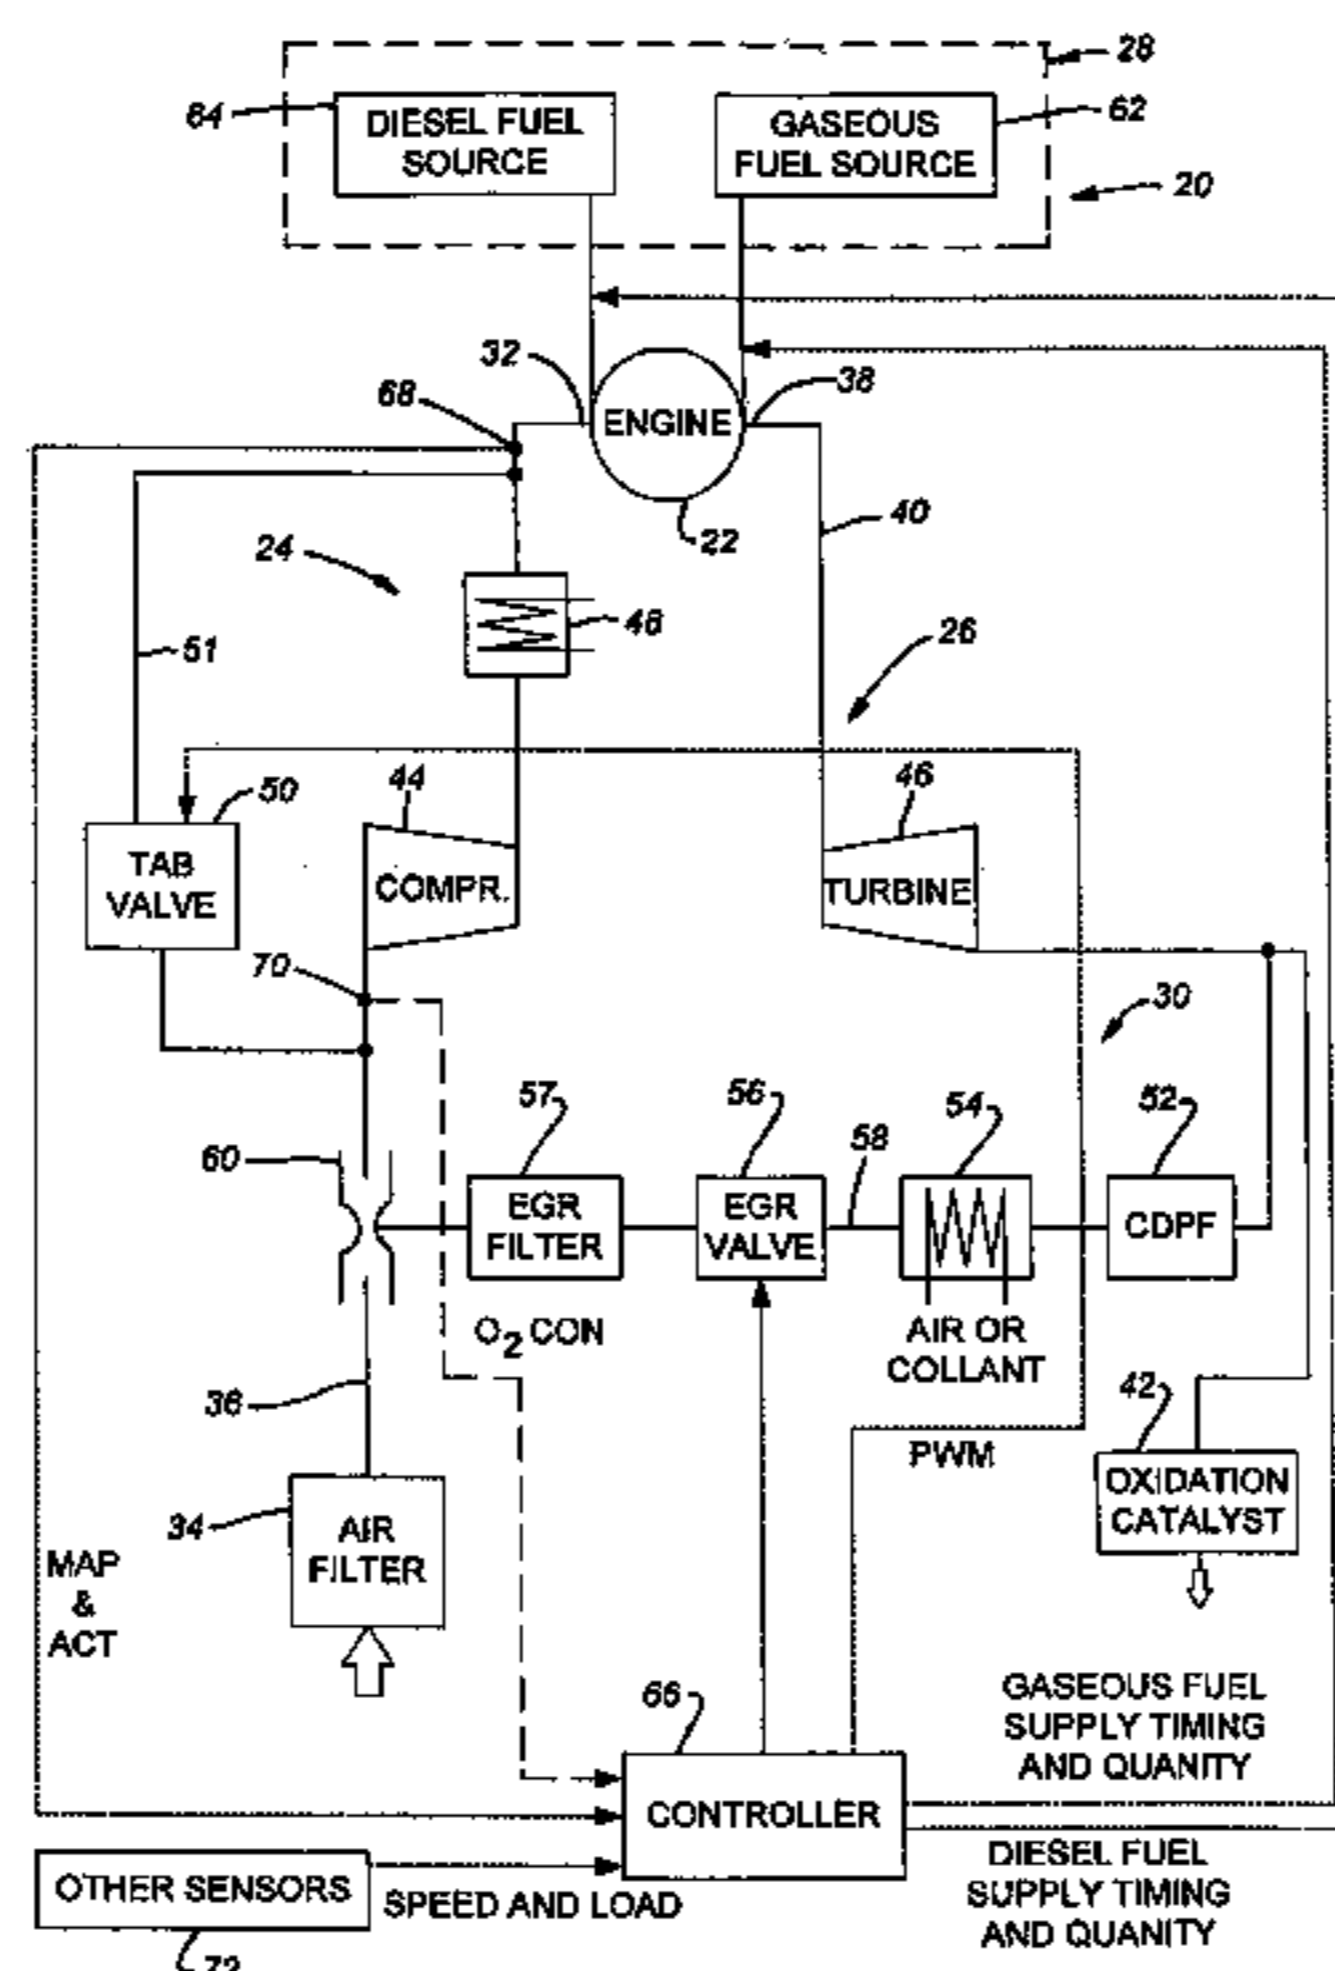 28
64
DIESEL FUEL
SOURCE
GASEOUS
FUEL SOURCE
62
20
32
38
68
ENGINE
40
22
24
48
26
51
44
46
50
TAB
VALVE
COMPR.
TURBINE
70
30
57
56
58
54
52
60
EGR
FILTER
EGR
VALVE
CDPF
O2 CON
AIR OR
COLLANT
36
42
PWM
OXIDATION
CATALYST
34
AIR
FILTER
MAP
&
ACT
66
GASEOUS FUEL
SUPPLY TIMING
AND QUANITY
CONTROLLER
DIESEL FUEL
SUPPLY TIMING
AND QUANITY
OTHER SENSORS
SPEED AND LOAD
72